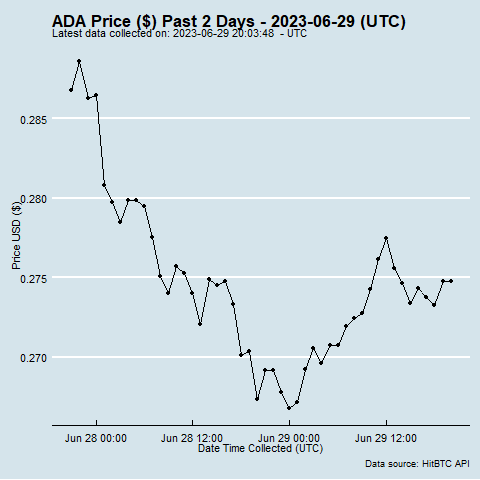 ADA Price ($) Past 2 Days - 2023-06-29 (UTC)
Latest data collected on: 2023-06-29 20:03:48 - UTC
0.285
0.280
0.275
0.270
Price USD ($)
Jun 28 00:00 Jun 28 12:00 Jun 29 00:00 Jun 29 12:00
Date Time Collected (UTC)
Data source: HitBTC API